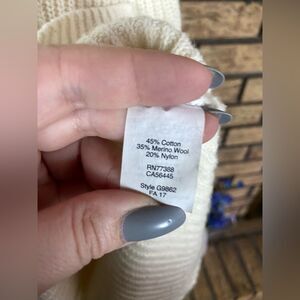 45% Cotton
35% Merino Wool
20% Nylon
RN77388
CA56445
Style G9862
FA 17